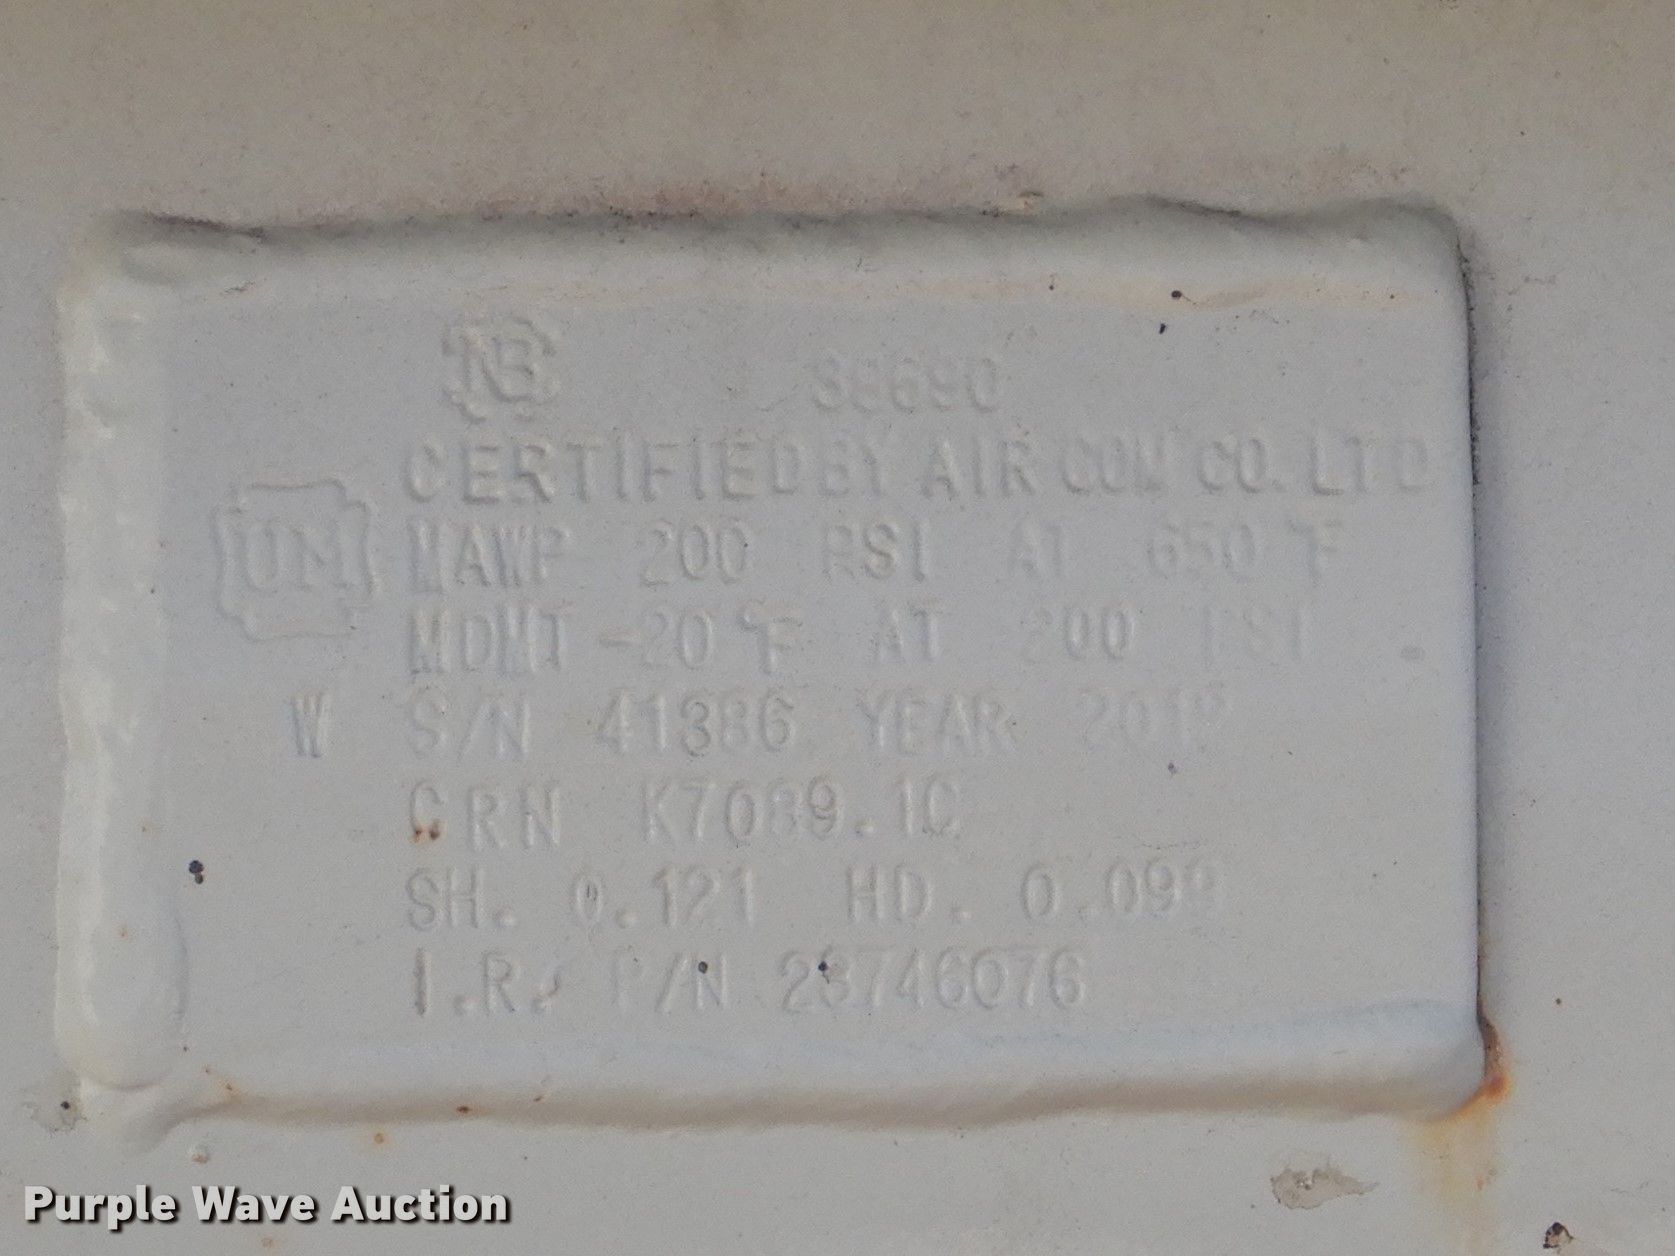 NB 38690
CERTIFIED BY AIR COM CO. LTD
UM MAWP 200 PSI AT 650 °F
MDMT -20 °F AT 200 PSI
W S/N 41386 YEAR
CRN K7089.1C
SH. 0.121 HD. 0.099
I.R. P/N 23746076
Purple Wave Auction